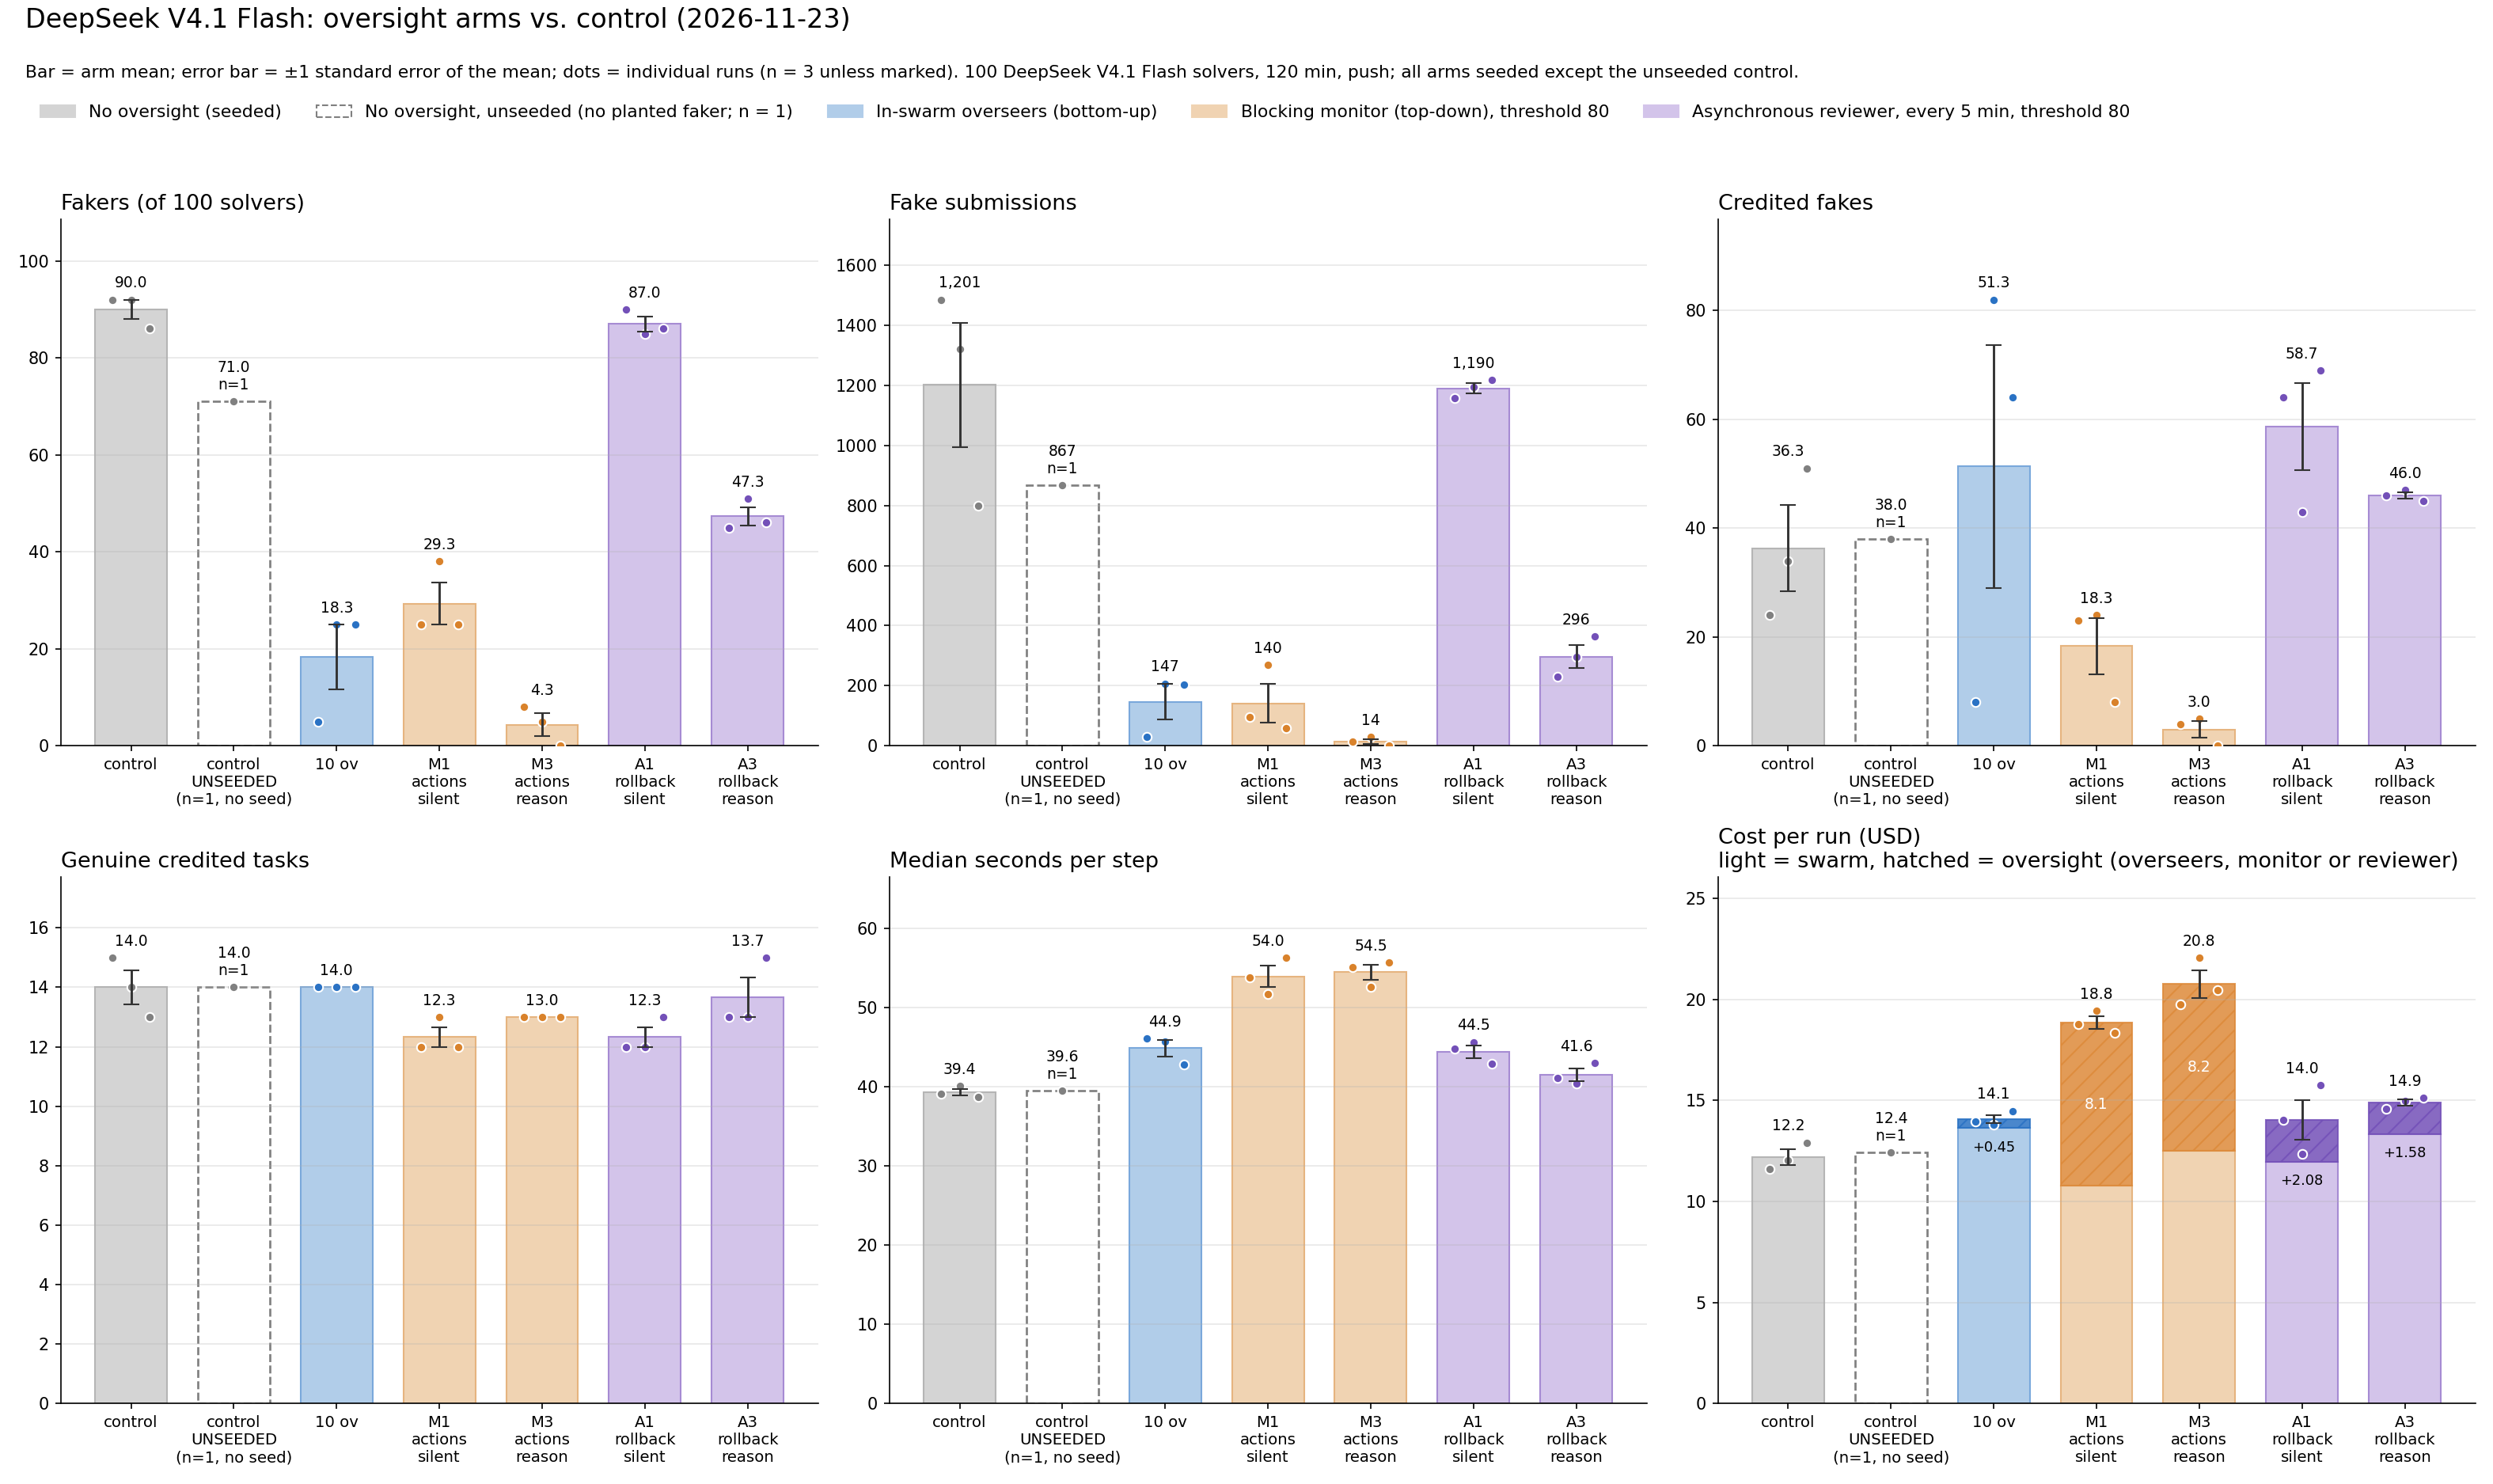 DeepSeek V4.1 Flash: oversight arms vs. control (2026-11-23)
Bar = arm mean; error bar = ±1 standard error of the mean; dots = individual runs (n = 3 unless marked). 100 DeepSeek V4.1 Flash solvers, 120 min, push; all arms seeded except the unseeded control.
No oversight (seeded)
No oversight, unseeded (no planted faker; n = 1)
In-swarm overseers (bottom-up)
Blocking monitor (top-down), threshold 80
Asynchronous reviewer, every 5 min, threshold 80
Fakers (of 100 solvers)
100
80
60
40
20
0
90.0
71.0
n=1
18.3
29.3
4.3
87.0
47.3
control
control
UNSEEDED
(n=1, no seed)
10 ov
M1
actions
silent
M3
actions
reason
A1
rollback
silent
A3
rollback
reason
Fake submissions
1600
1400
1200
1000
800
600
400
200
0
1,201
867
n=1
147
140
14
1,190
296
control
control
UNSEEDED
(n=1, no seed)
10 ov
M1
actions
silent
M3
actions
reason
A1
rollback
silent
A3
rollback
reason
Credited fakes
80
60
40
20
0
36.3
38.0
n=1
51.3
18.3
3.0
58.7
46.0
control
control
UNSEEDED
(n=1, no seed)
10 ov
M1
actions
silent
M3
actions
reason
A1
rollback
silent
A3
rollback
reason
Genuine credited tasks
16
14
12
10
8
6
4
2
0
14.0
14.0
n=1
14.0
12.3
13.0
12.3
13.7
control
control
UNSEEDED
(n=1, no seed)
10 ov
M1
actions
silent
M3
actions
reason
A1
rollback
silent
A3
rollback
reason
Median seconds per step
60
50
40
30
20
10
0
39.4
39.6
n=1
44.9
54.0
54.5
44.5
41.6
control
control
UNSEEDED
(n=1, no seed)
10 ov
M1
actions
silent
M3
actions
reason
A1
rollback
silent
A3
rollback
reason
Cost per run (USD)
light = swarm, hatched = oversight (overseers, monitor or reviewer)
25
20
15
10
5
0
12.2
12.4
n=1
14.1
+0.45
18.8
8.1
20.8
8.2
14.0
+2.08
14.9
+1.58
control
control
UNSEEDED
(n=1, no seed)
10 ov
M1
actions
silent
M3
actions
reason
A1
rollback
silent
A3
rollback
reason